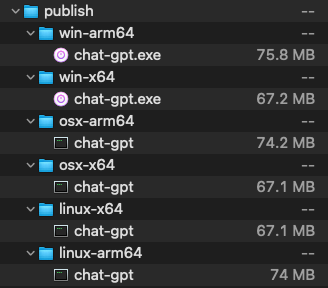 publish --
win-arm64 --
chat-gpt.exe 75.8 MB
win-x64 --
chat-gpt.exe 67.2 MB
osx-arm64 --
chat-gpt 74.2 MB
osx-x64 --
chat-gpt 67.1 MB
linux-x64 --
chat-gpt 67.1 MB
linux-arm64 --
chat-gpt 74 MB